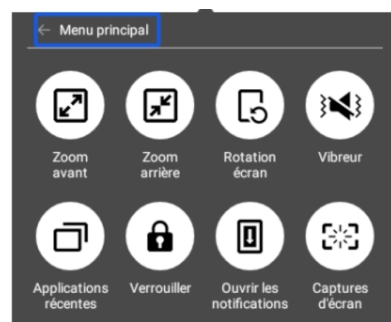 Menu principal
Zoom avant
Zoom arrière
Rotation écran
Vibreur
Applications récentes
Verrouiller
Ouvrir les notifications
Captures d'écran